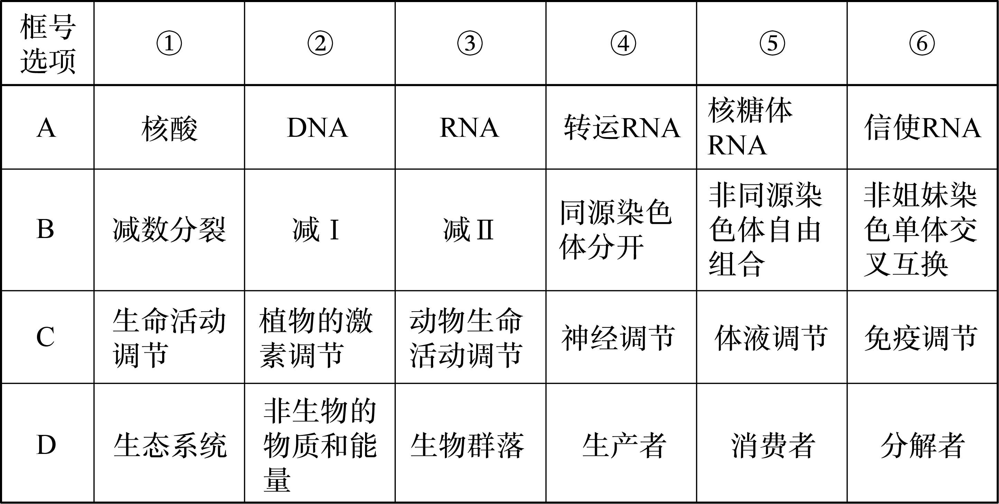 框号
选项
① ② ③ ④ ⑤ ⑥
A
核酸
DNA
RNA
转运RNA
核糖体
RNA
信使RNA
B
减数分裂
减Ⅰ
减Ⅱ
同源染色
体分开
非同源染
色体自由
组合
非姐妹染
色单体交
叉互换
C
生命活动
调节
植物的激
素调节
动物生命
活动调节
神经调节
体液调节
免疫调节
D
生态系统
非生物的
物质和能
量
生物群落
生产者
消费者
分解者